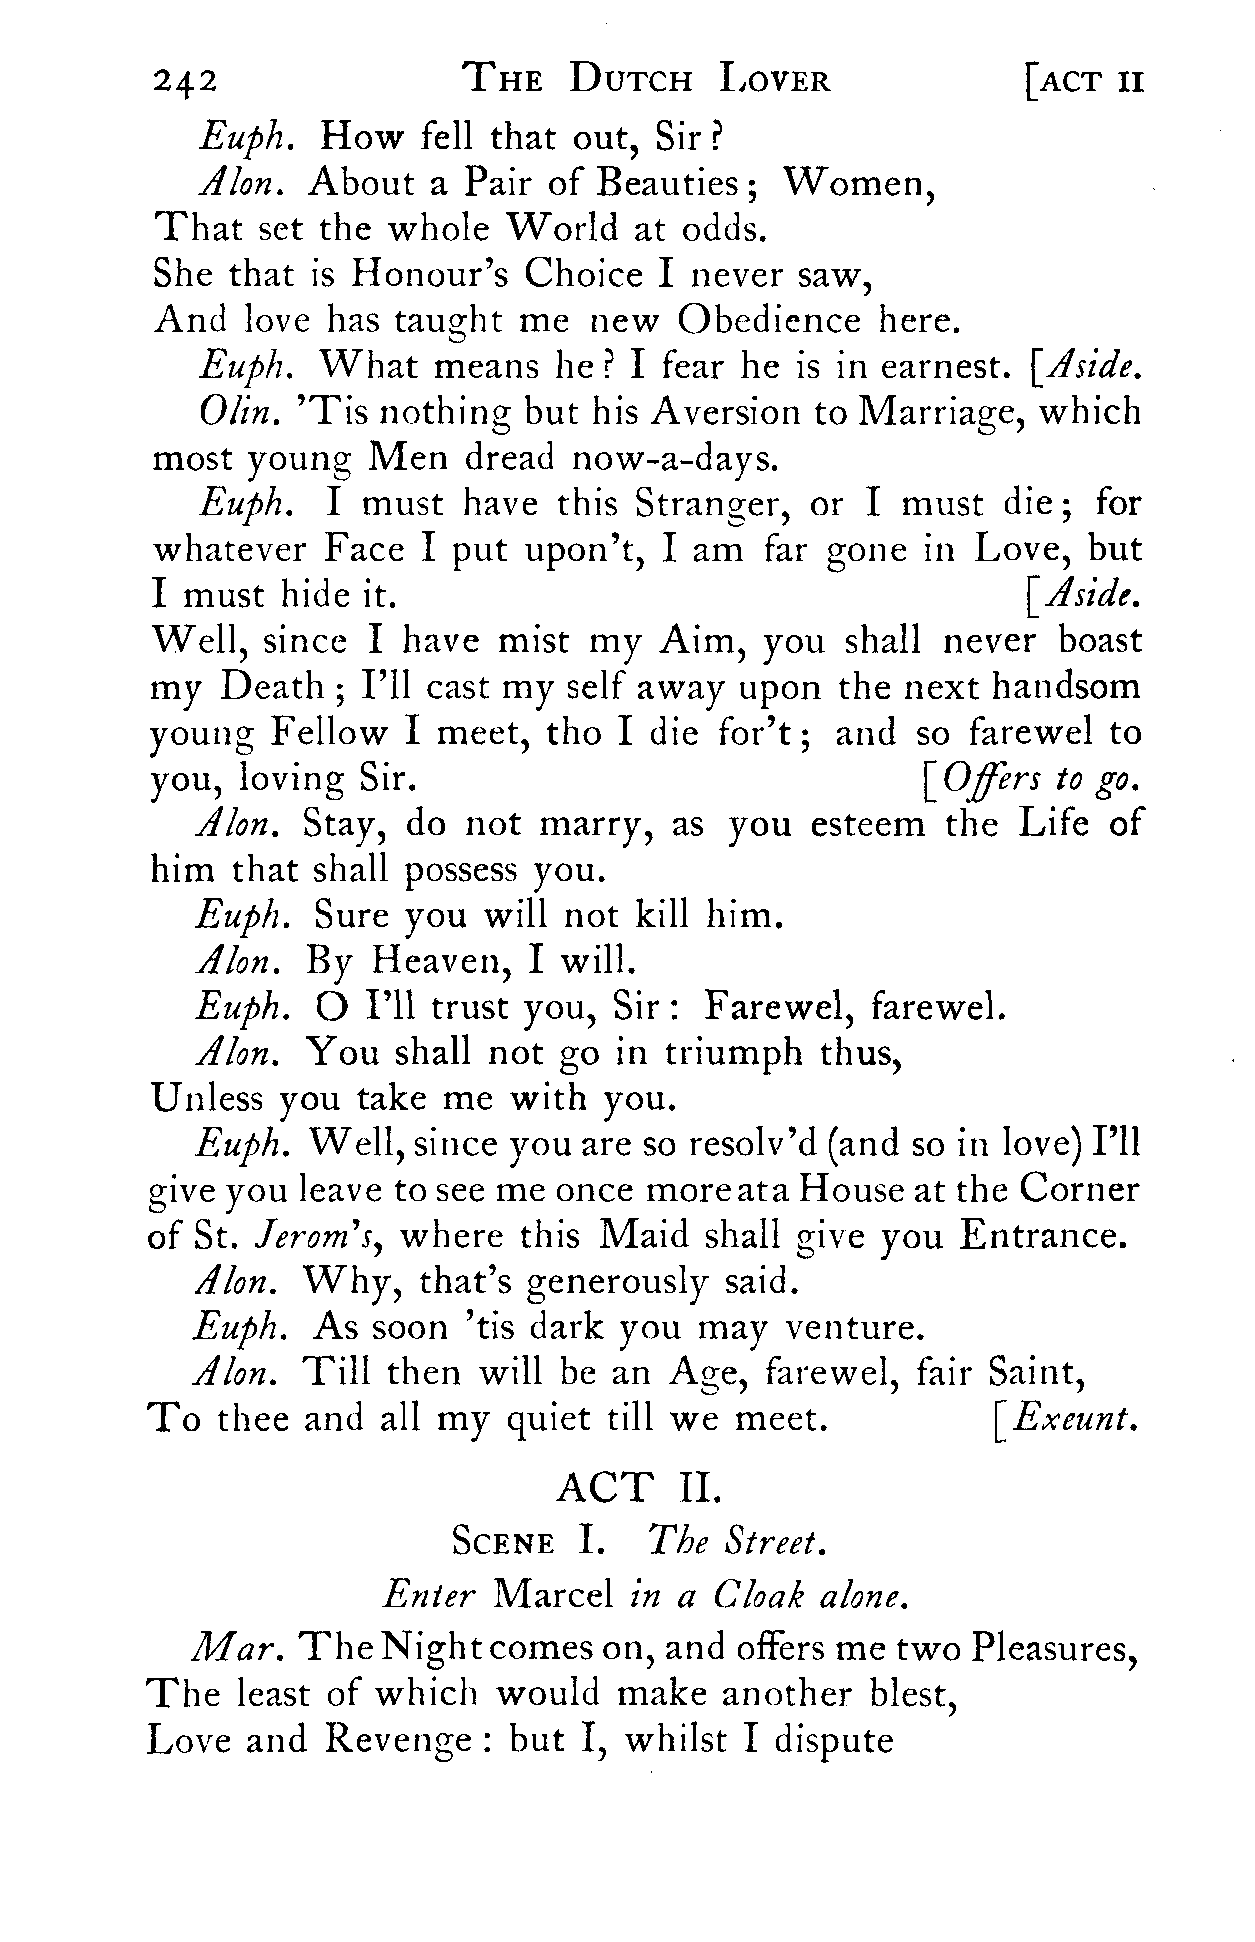 242 THE DUTCH LOVER [ACT II
Euph. How fell that out, Sir?
Alon. About a Pair of Beauties; Women,
That set the whole World at odds.
She that is Honour's Choice I never saw,
And love has taught me new Obedience here.
Euph. What means he? I fear he is in earnest. [Aside.
Olin. 'Tis nothing but his Aversion to Marriage, which
most young Men dread now-a-days.
Euph. I must have this Stranger, or I must die; for
whatever Face I put upon't, I am far gone in Love, but
I must hide it. [Aside.
Well, since I have mist my Aim, you shall never boast
my Death; I'll cast my self away upon the next handsom
young Fellow I meet, tho I die for't; and so farewel to
you, loving Sir. [Offers to go.
Alon. Stay, do not marry, as you esteem the Life of
him that shall possess you.
Euph. Sure you will not kill him.
Alon. By Heaven, I will.
Euph. O I'll trust you, Sir: Farewel, farewel.
Alon. You shall not go in triumph thus,
Unless you take me with you.
Euph. Well, since you are so resolv'd (and so in love) I'll
give you leave to see me once more at a House at the Corner
of St. Jerom's, where this Maid shall give you Entrance.
Alon. Why, that's generously said.
Euph. As soon 'tis dark you may venture.
Alon. Till then will be an Age, farewel, fair Saint,
To thee and all my quiet till we meet. [Exeunt.
ACT II.
SCENE I. The Street.
Enter Marcel in a Cloak alone.
Mar. The Night comes on, and offers me two Pleasures,
The least of which would make another blest,
Love and Revenge: but I, whilst I dispute